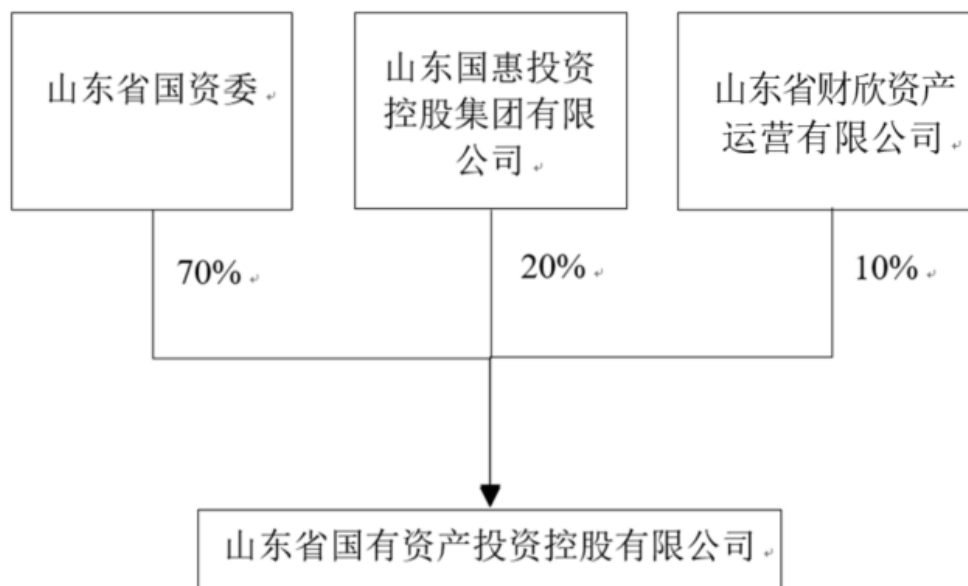 山东省国资委
山东国惠投资
控股集团有限
公司
山东省财欣资产
运营有限公司
70%
20%
10%
山东省国有资产投资控股有限公司